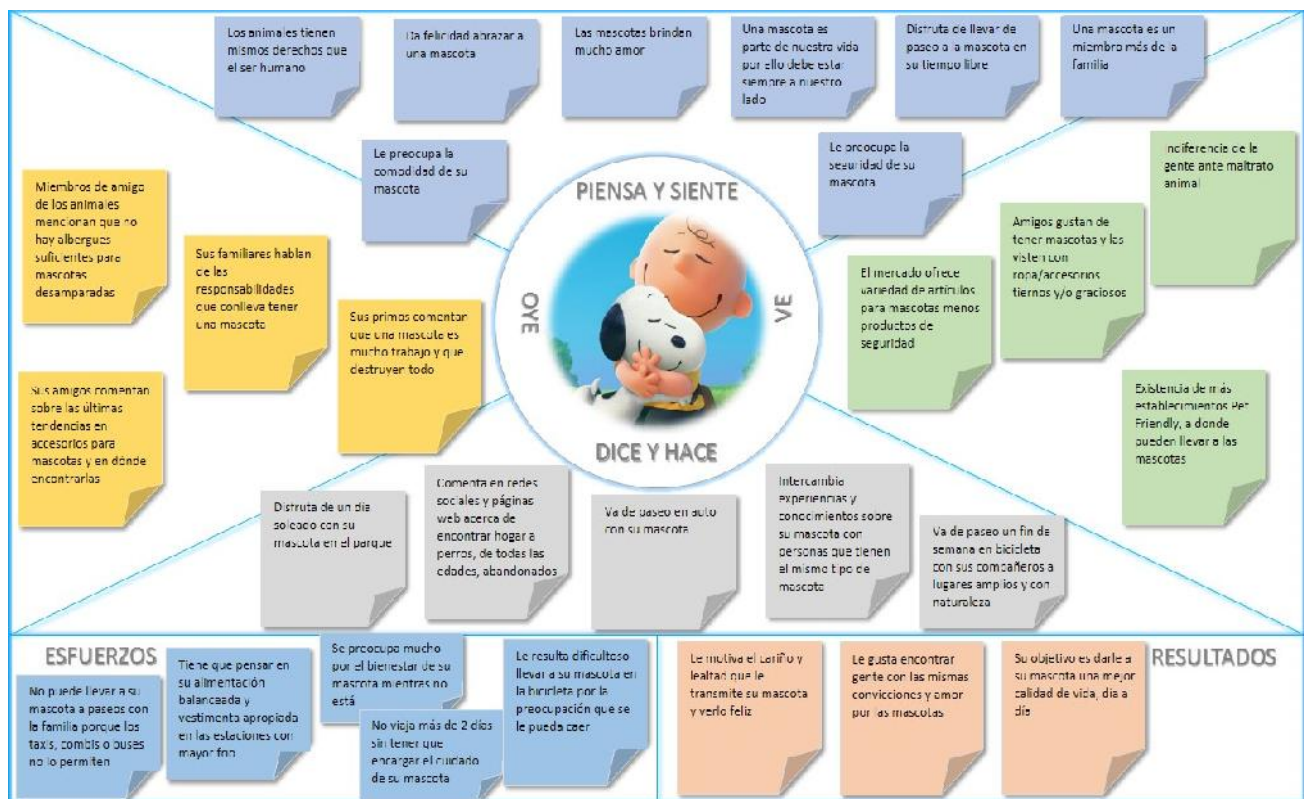 Los animales tienen
mismos derechos que
el ser humano
Da felicidad abrazar a
una mascota
Las mascotas brindan
mucho amor
Una mascota es
parte de nuestra vida
por ello debe estar
siempre a nuestro
lado
Disfruta de llevar de
paseo a la mascota en
su tiempo libre
Una mascota es un
miembro más de la
familia
Le preocupa la
comodidad de su
mascota
Le preocupa la
seguridad de su
mascota
PIENSA Y SIENTE
OYE
VE
DICE Y HACE
Miembros de amigo
de los animales
mencionan que no
hay albergues
suficientes para
mascotas
desamparadas
Sus familiares hablan
de las
responsabilidades
que conlleva tener
una mascota
Sus primos comentan
que una mascota es
mucho trabajo y que
destruyen todo
Sus amigos comentan
sobre las últimas
tendencias en
accesorios para
mascotas y en dónde
encontrarlas
Indiferencia de la
gente ante maltrato
animal
Amigos gustan de
tener mascotas y las
visten con
ropa/accesorios
tiernos y/o graciosos
El mercado ofrece
variedad de artículos
para mascotas menos
productos de
seguridad
Existencia de más
establecimientos Pet
Friendly, a donde
pueden llevar a las
mascotas
Disfruta de un día
soleado con su
mascota en el parque
Comenta en redes
sociales y páginas
web acerca de
encontrar hogar a
perros, de todas las
edades, abandonados
Va de paseo en auto
con su mascota
Intercambia
experiencias y
conocimientos sobre
su mascota con
personas que tienen
el mismo tipo de
mascota
Va de paseo un fin de
semana en bicicleta
con sus compañeros a
lugares amplios y con
naturaleza
ESFUERZOS
No puede llevar a su
mascota a paseos con
la familia porque los
taxis, combis o buses
no lo permiten
Tiene que pensar en
su alimentación
balanceada y
vestimenta apropiada
en las estaciones con
mayor frio
Se preocupa mucho
por el bienestar de su
mascota mientras no
está
No viaja más de 2 días
sin tener que
encargar el cuidado
de su mascota
Le resulta dificultoso
llevar a su mascota en
la bicicleta por la
preocupación que se
le pueda caer
RESULTADOS
Le motiva el cariño y
lealtad que le
transmite su mascota
y verlo feliz
Le gusta encontrar
gente con las mismas
convicciones y amor
por las mascotas
Su objetivo es darle a
su mascota una mejor
calidad de vida, dia a
día